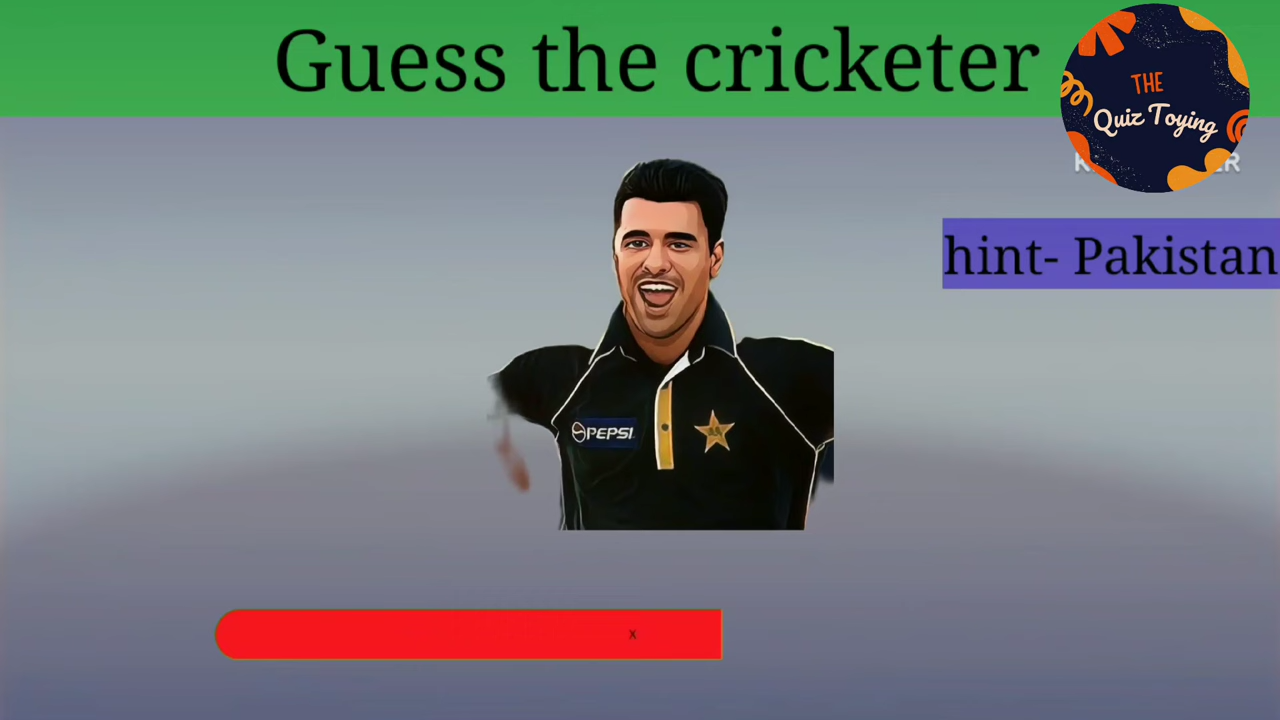 Guess the cricketer
THE
Quiz Toying
hint- Pakistan
PEPSI
x